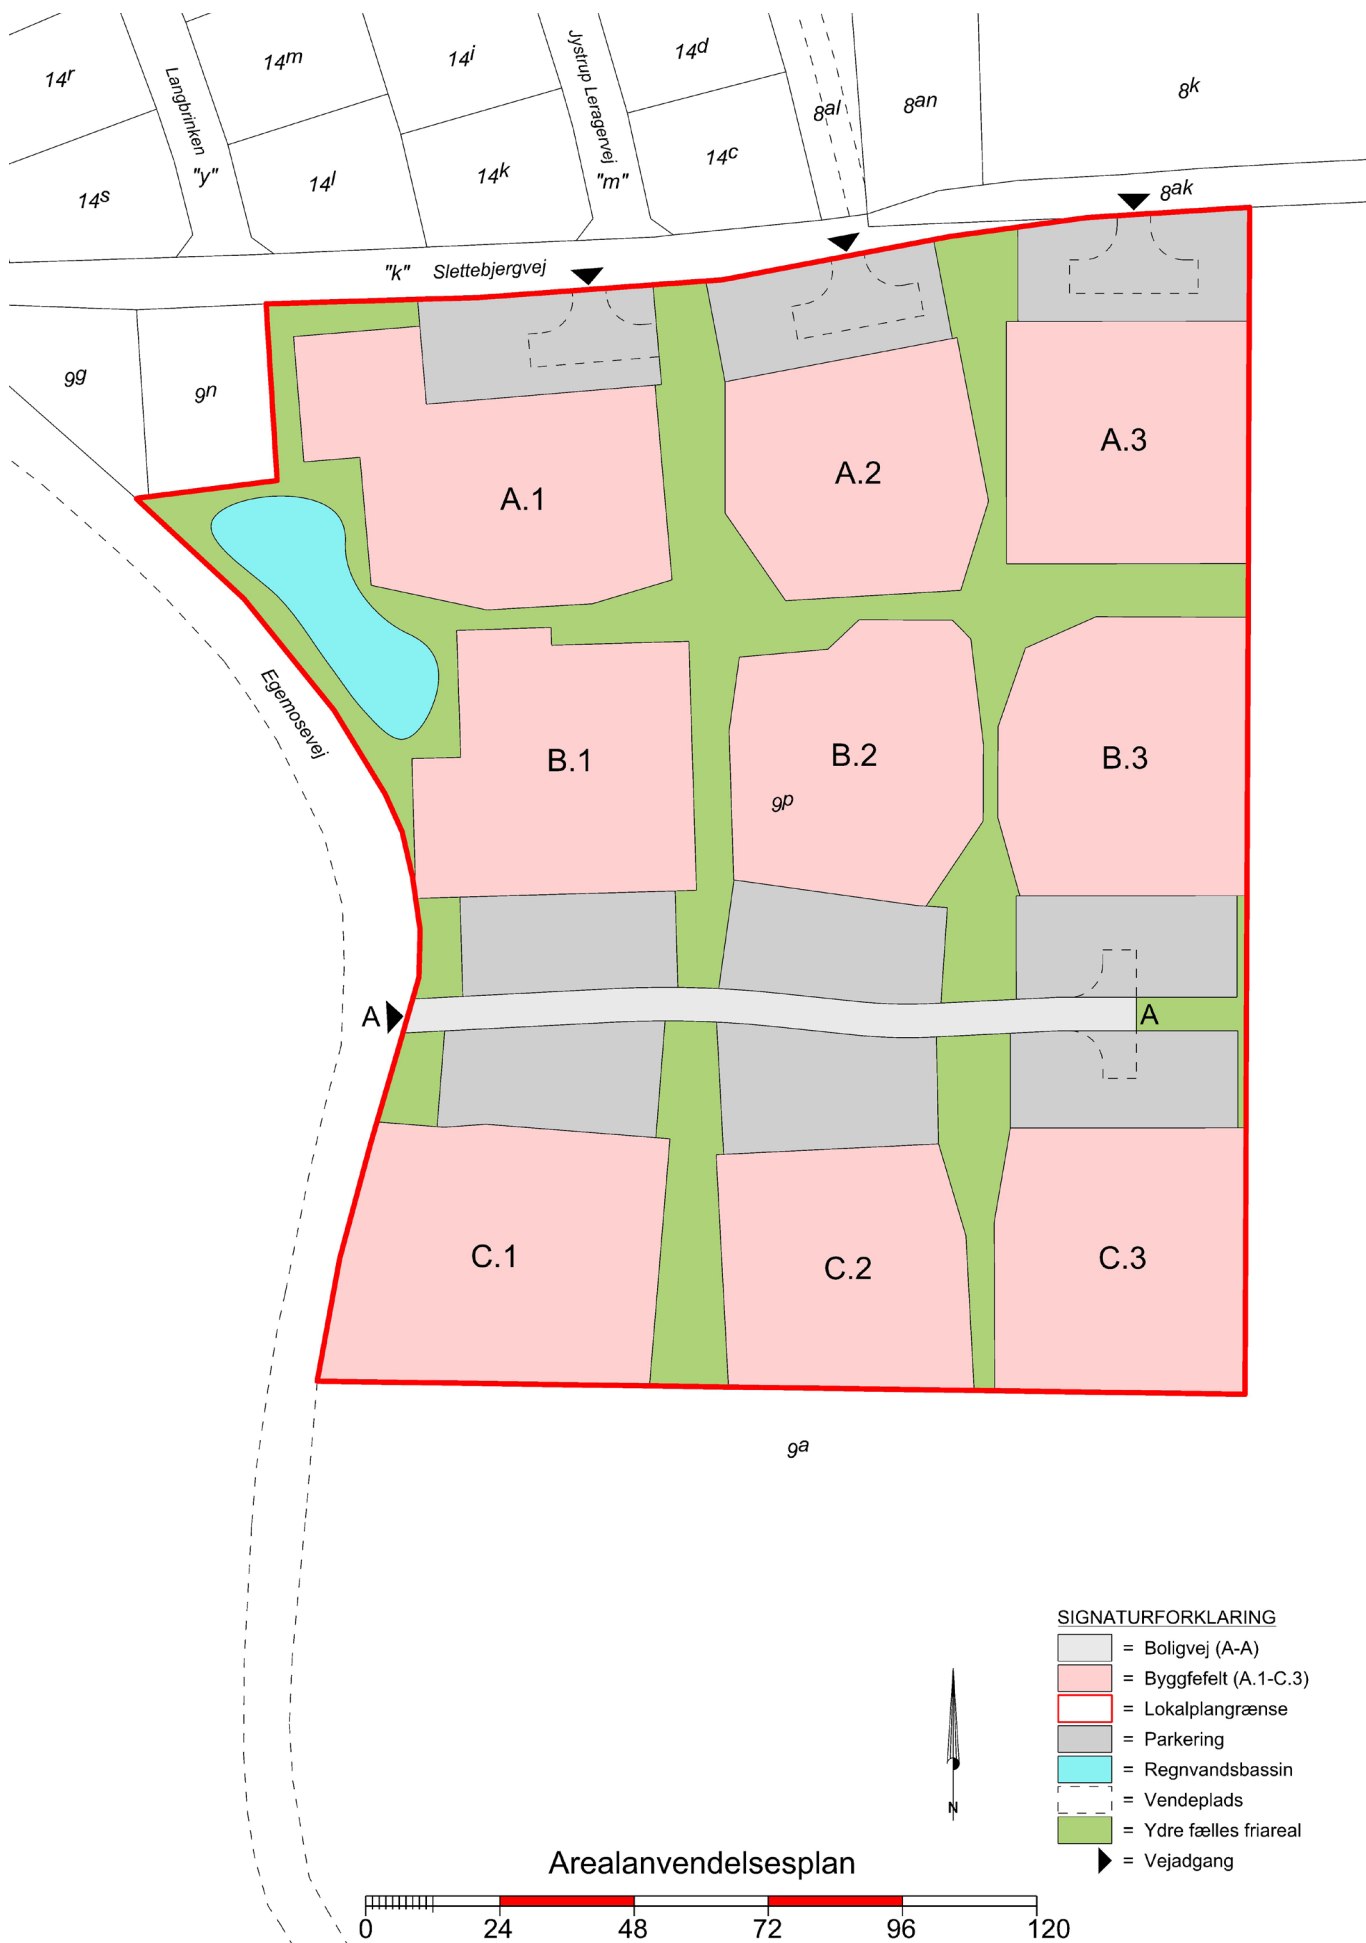 14r
14m
14i
14d
8al
8an
8k
Langbrinken
"y"
Jystrup Leragervej
"m"
14s
14l
14k
14c
8ak
"k" Slettebjergvej
9g
9n
A.1
A.2
A.3
Egemosevej
B.1
B.2
B.3
9p
A
A
C.1
C.2
C.3
9a
SIGNATURFORKLARING
= Boligvej (A-A)
= Byggfefelt (A.1-C.3)
= Lokalplangrænse
= Parkering
= Regnvandsbassin
= Vendeplads
= Ydre fælles friareal
= Vejadgang
N
Arealanvendelsesplan
0 24 48 72 96 120